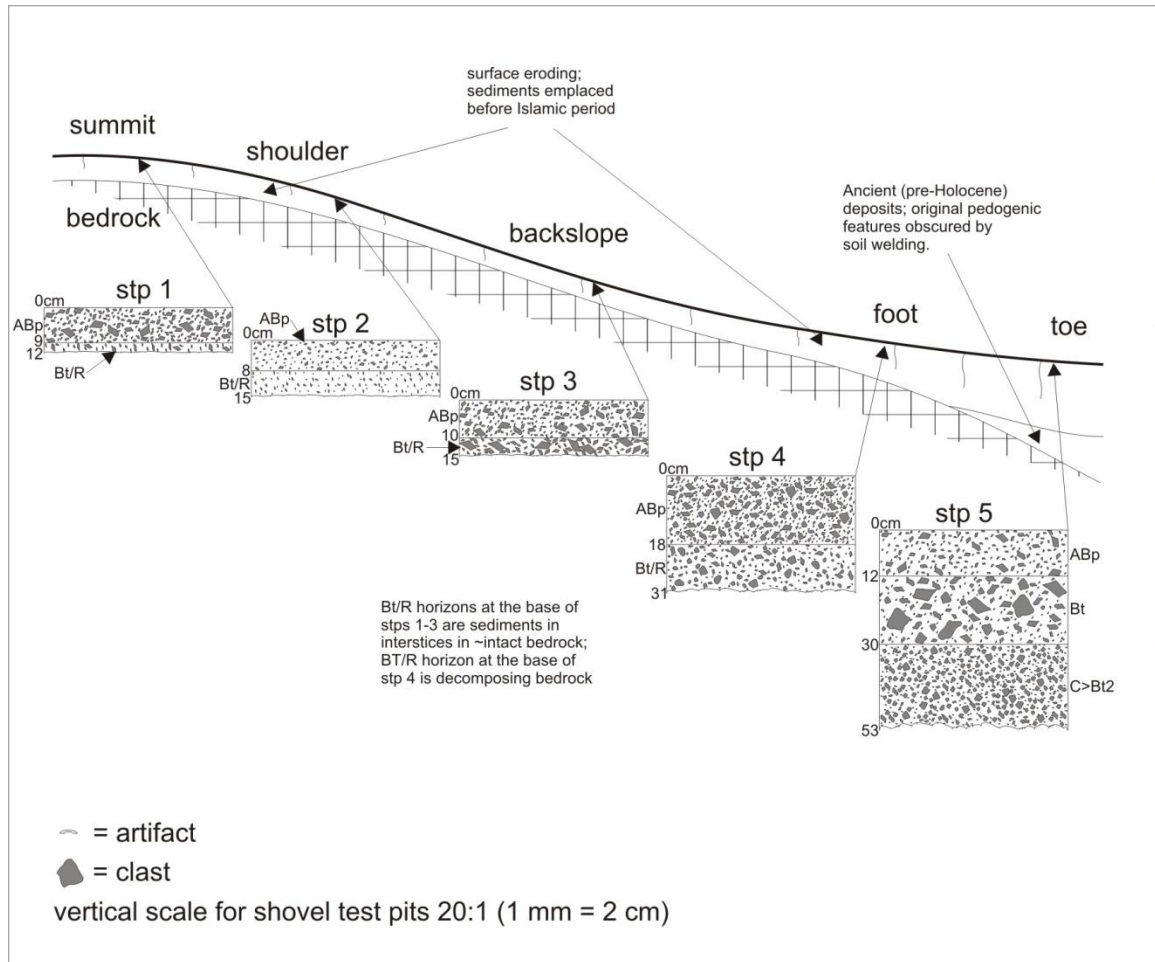 surface eroding;
sediments emplaced
before Islamic period
summit
shoulder
Ancient (pre-Holocene)
deposits; original pedogenic
features obscured by
soil welding.
bedrock
backslope
foot
toe
stp 1
0cm
ABp
9
12
Bt/R
stp 2
ABp
0cm
8
Bt/R
15
stp 3
0cm
ABp
10
Bt/R
15
stp 4
0cm
ABp
18
Bt/R
31
stp 5
0cm
ABp
12
Bt
30
C>Bt2
53
Bt/R horizons at the base of
stps 1-3 are sediments in
interstices in ~intact bedrock;
BT/R horizon at the base of
stp 4 is decomposing bedrock
= artifact
= clast
vertical scale for shovel test pits 20:1 (1 mm = 2 cm)